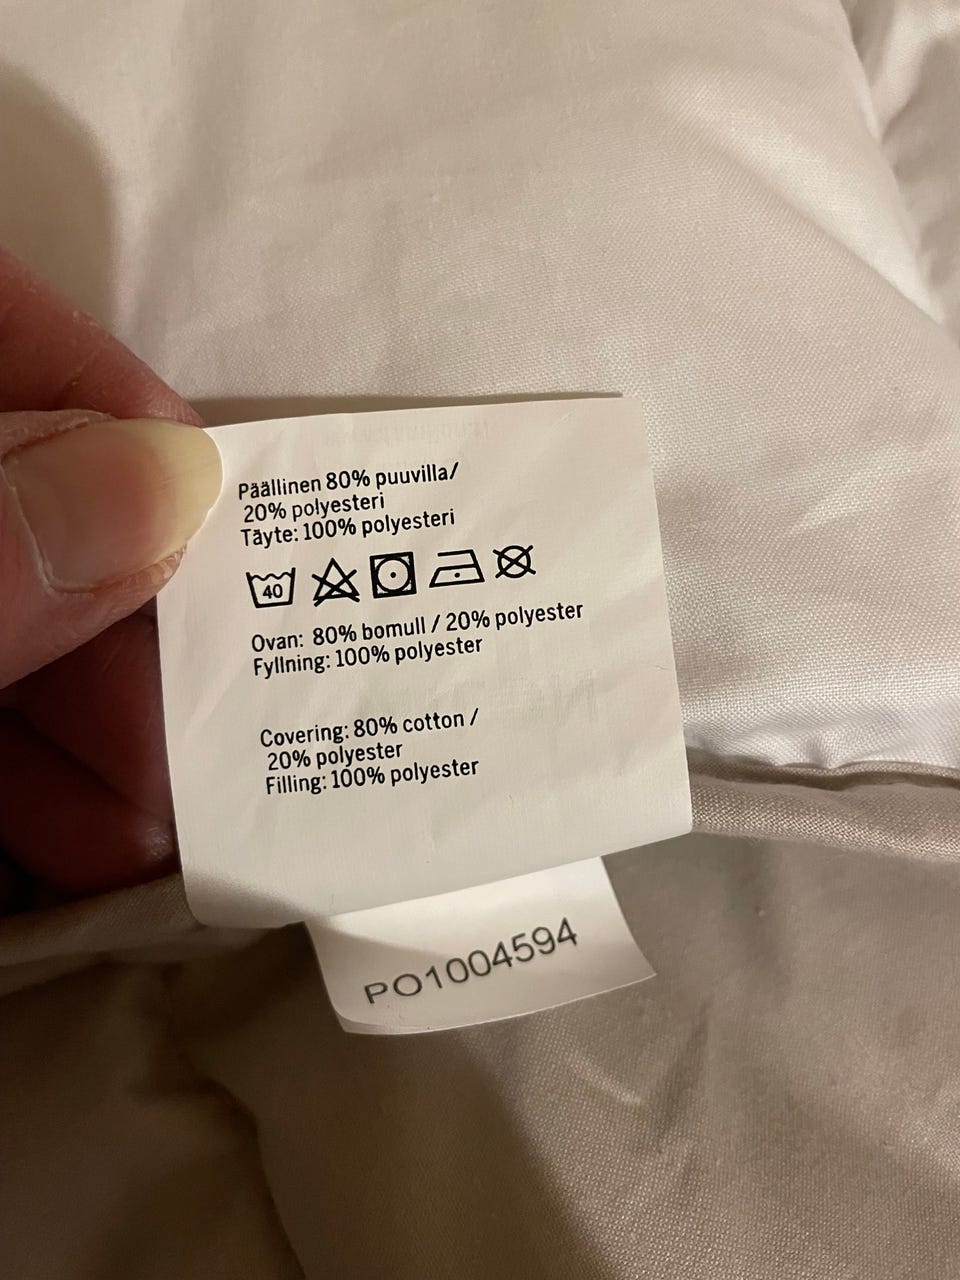 Päällinen 80% puuvilla/
20% polyesteri
Täyte: 100% polyesteri
40
Ovan: 80% bomull / 20% polyester
Fyllning: 100% polyester
Covering: 80% cotton /
20% polyester
Filling: 100% polyester
PO1004594